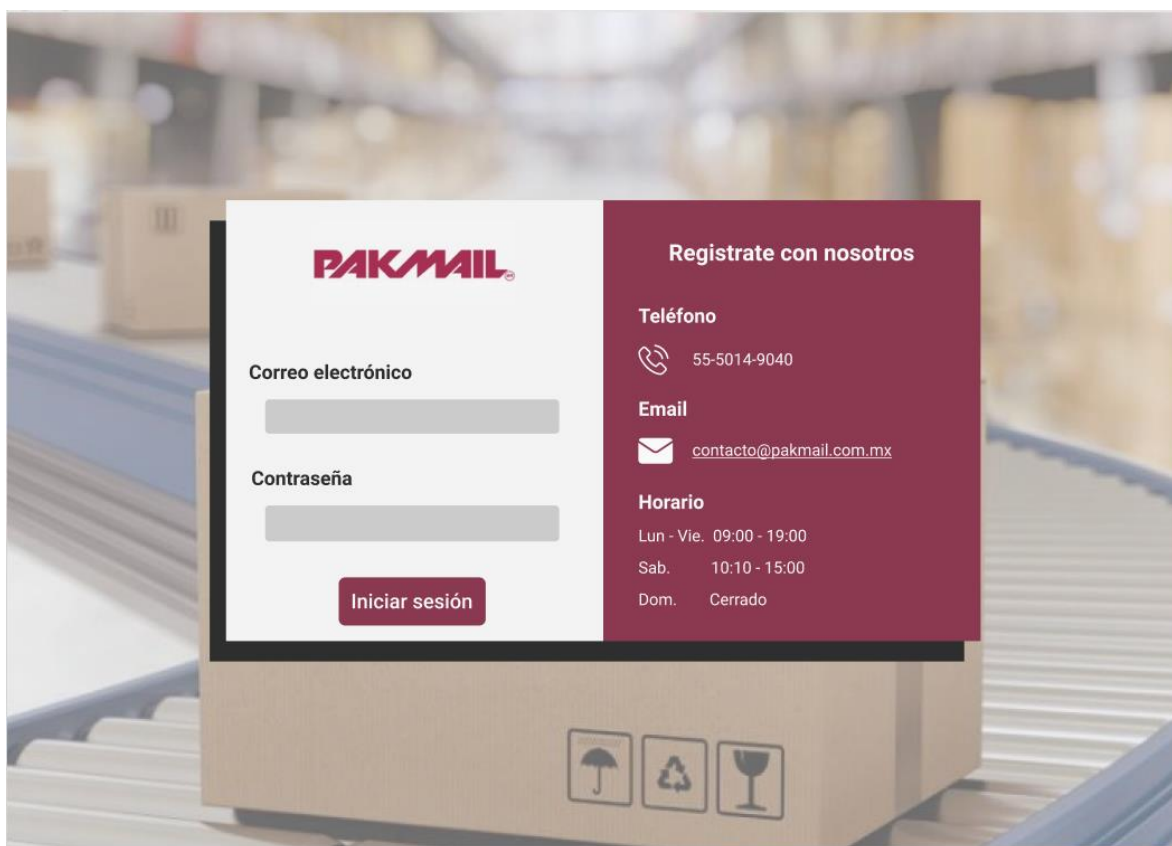 PAKMAIL
Correo electrónico
Contraseña
Iniciar sesión
Registrate con nosotros
Teléfono
55-5014-9040
Email
contacto@pakmail.com.mx
Horario
Lun - Vie. 09:00 - 19:00
Sab. 10:10 - 15:00
Dom. Cerrado